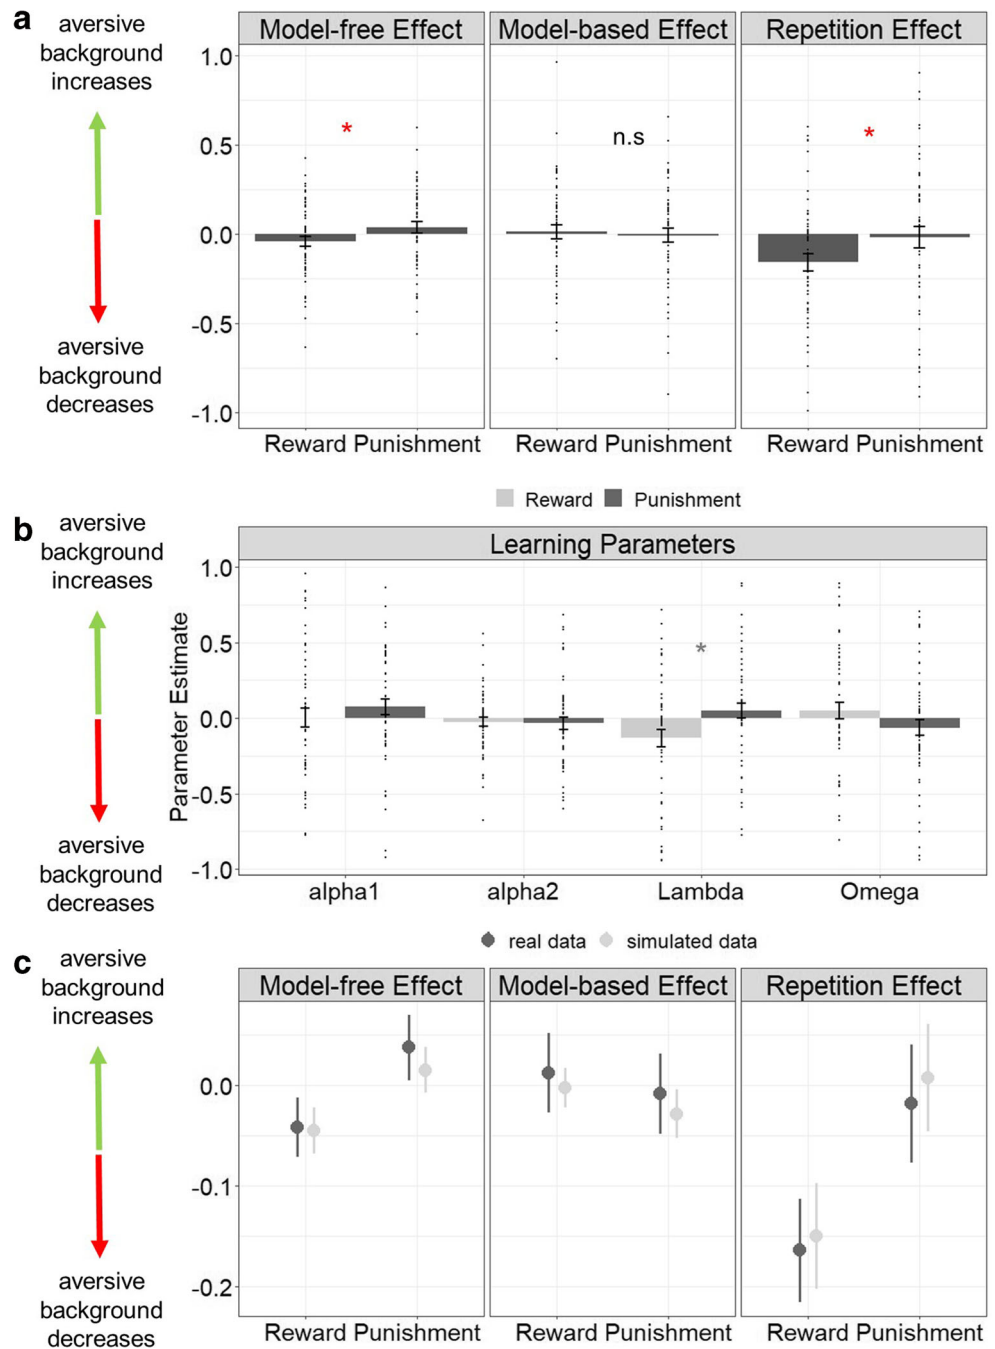 a
aversive
background
increases
aversive
background
decreases
Model-free Effect
Model-based Effect
Repetition Effect
1.0
0.5
0.0
-0.5
-1.0
*
n.s
*
Reward Punishment
Reward Punishment
Reward Punishment
b
aversive
background
increases
aversive
background
decreases
Reward Punishment
Learning Parameters
Parameter Estimate
1.0
0.5
0.0
-0.5
-1.0
*
alpha1
alpha2
Lambda
Omega
c
aversive
background
increases
aversive
background
decreases
real data simulated data
Model-free Effect
Model-based Effect
Repetition Effect
0.0
-0.1
-0.2
Reward Punishment
Reward Punishment
Reward Punishment